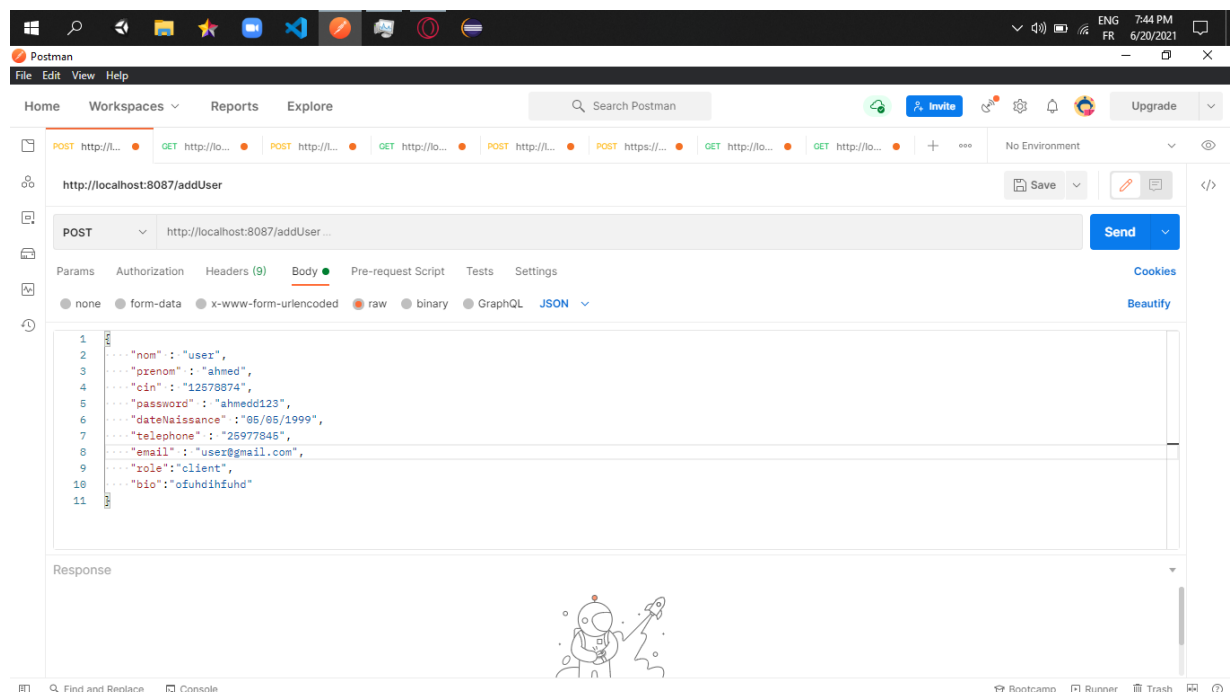 ENG 7:44 PM
FR 6/20/2021
Postman
File Edit View Help
Home Workspaces Reports Explore Search Postman Invite Upgrade
POST http://l... GET http://lo... POST http://l... GET http://lo... POST http://l... POST https://... GET http://lo... GET http://lo... No Environment
http://localhost:8087/addUser Save
POST http://localhost:8087/addUser... Send
Params Authorization Headers (9) Body Pre-request Script Tests Settings Cookies
none form-data x-www-form-urlencoded raw binary GraphQL JSON Beautify
1 {
2 "nom" : "user",
3 "prenom" : "ahmed",
4 "cin" : "12578874",
5 "password" : "ahmedd123",
6 "dateNaissance" :"05/05/1999",
7 "telephone" : "25977845",
8 "email" : "user@gmail.com",
9 "role":"client",
10 "bio":"ofuhdihfuhd"
11 }
Response
Find and Replace Console Bootcamp Runner Trash